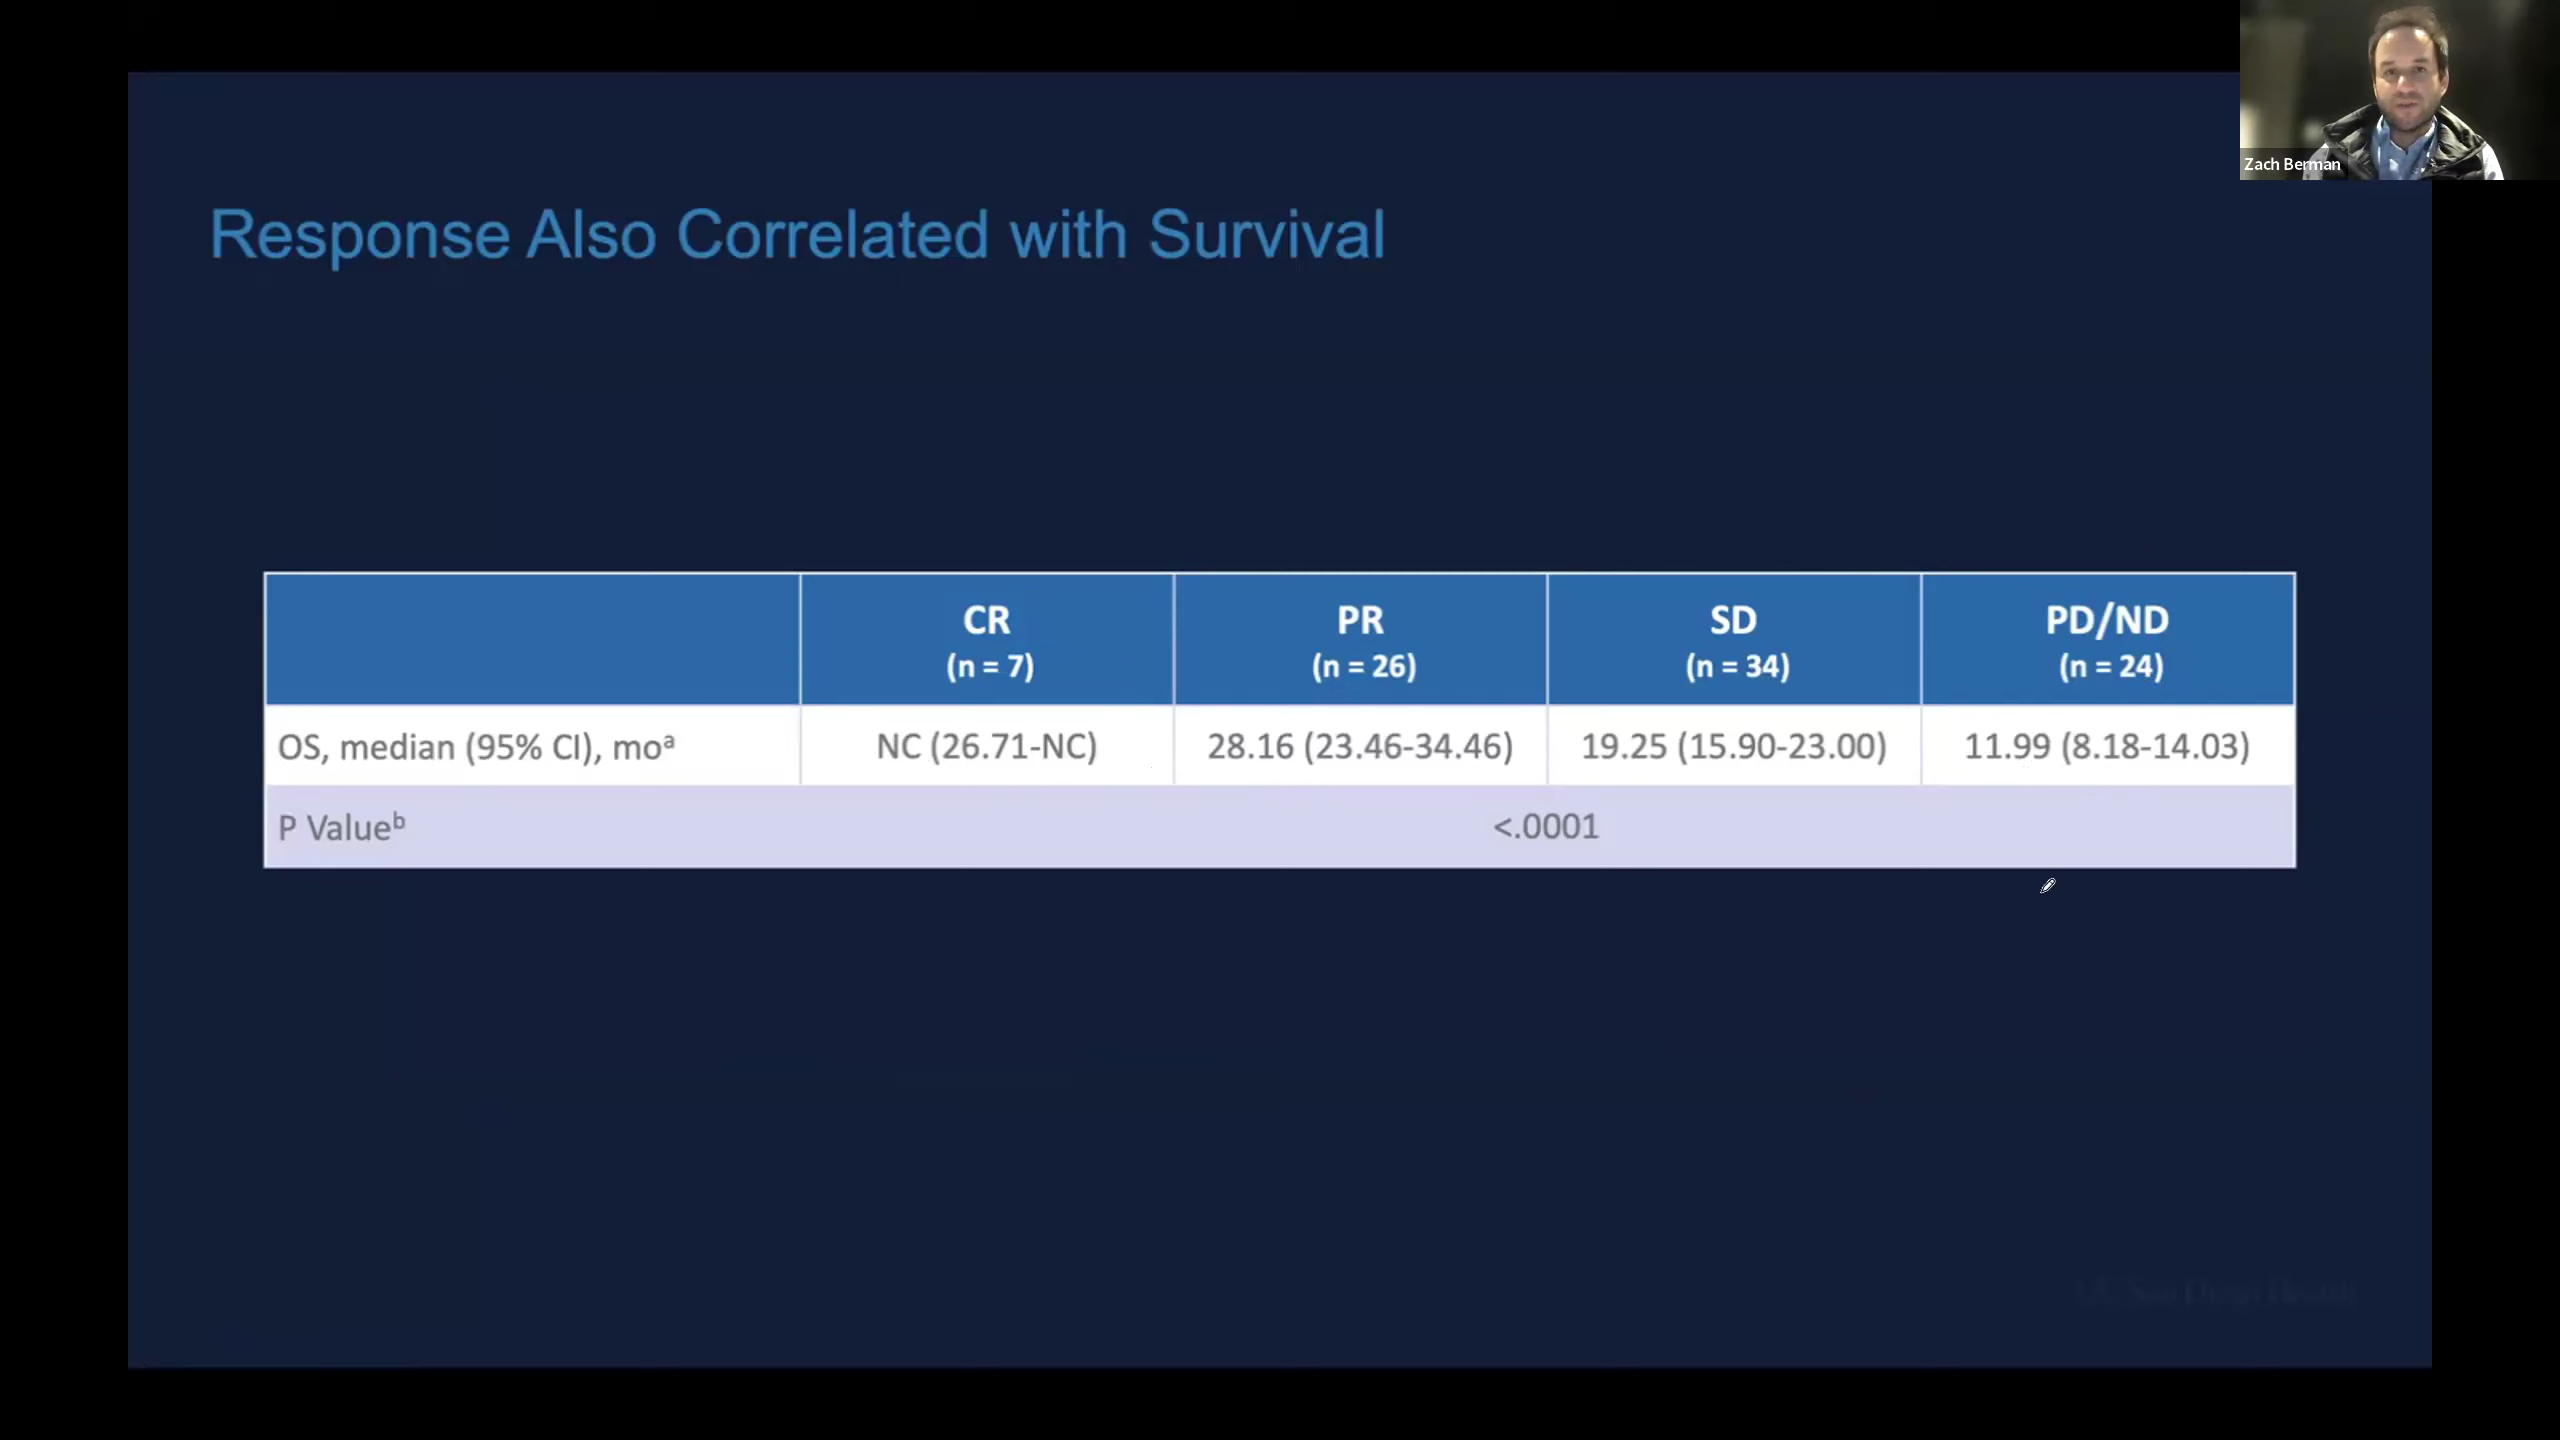 Zach Berman
Response Also Correlated with Survival
CR PR SD PD/ND
(n = 7) (n = 26) (n = 34) (n = 24)
OS, median (95% CI), moᵃ NC (26.71-NC) 28.16 (23.46-34.46) 19.25 (15.90-23.00) 11.99 (8.18-14.03)
P Valueᵇ <.0001